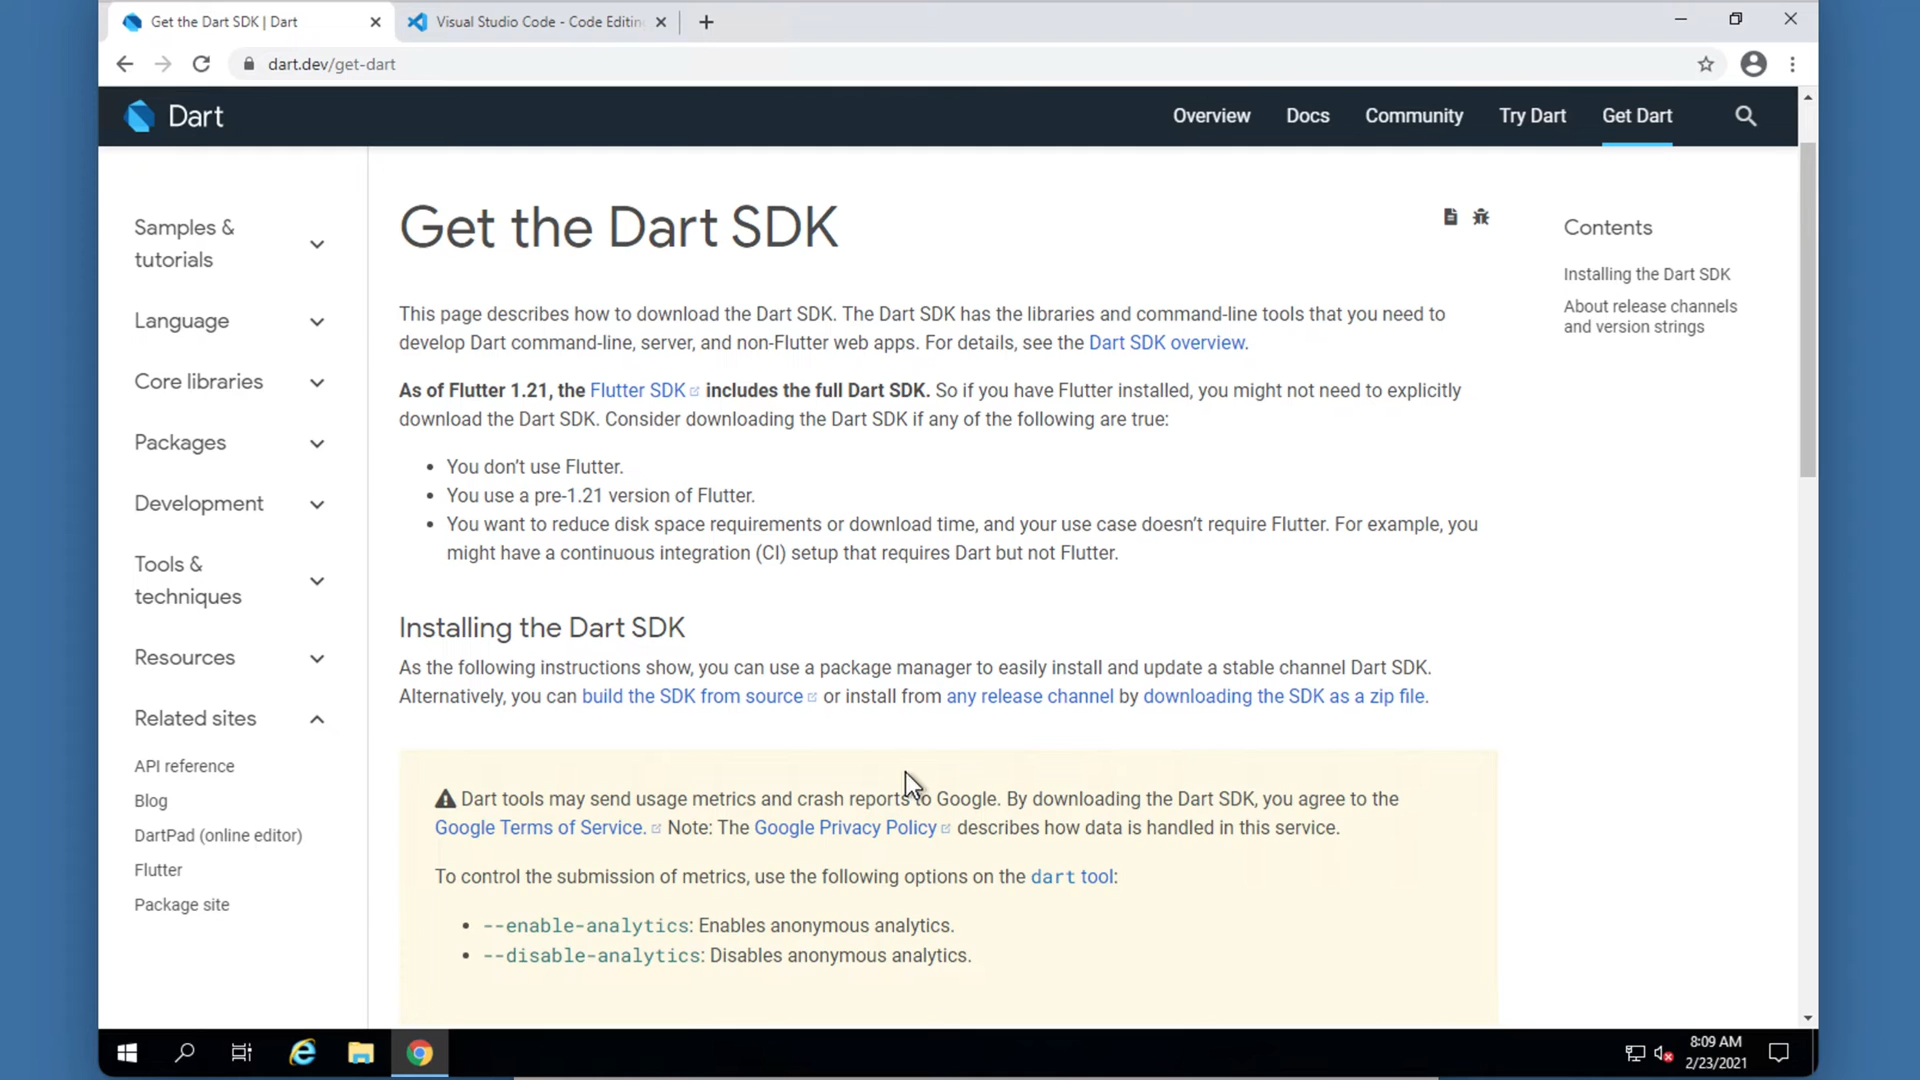 Get the Dart SDK | Dart
Visual Studio Code - Code Editin
dart.dev/get-dart
Dart
Overview
Docs
Community
Try Dart
Get Dart
Samples &
tutorials
Language
Core libraries
Packages
Development
Tools &
techniques
Resources
Related sites
API reference
Blog
DartPad (online editor)
Flutter
Package site
Get the Dart SDK
This page describes how to download the Dart SDK. The Dart SDK has the libraries and command-line tools that you need to
develop Dart command-line, server, and non-Flutter web apps. For details, see the Dart SDK overview.
As of Flutter 1.21, the Flutter SDK includes the full Dart SDK. So if you have Flutter installed, you might not need to explicitly
download the Dart SDK. Consider downloading the Dart SDK if any of the following are true:
• You don’t use Flutter.
• You use a pre-1.21 version of Flutter.
• You want to reduce disk space requirements or download time, and your use case doesn’t require Flutter. For example, you
might have a continuous integration (CI) setup that requires Dart but not Flutter.
Installing the Dart SDK
As the following instructions show, you can use a package manager to easily install and update a stable channel Dart SDK.
Alternatively, you can build the SDK from source or install from any release channel by downloading the SDK as a zip file.
Dart tools may send usage metrics and crash reports to Google. By downloading the Dart SDK, you agree to the
Google Terms of Service. Note: The Google Privacy Policy describes how data is handled in this service.
To control the submission of metrics, use the following options on the dart tool:
• --enable-analytics: Enables anonymous analytics.
• --disable-analytics: Disables anonymous analytics.
Contents
Installing the Dart SDK
About release channels
and version strings
8:09 AM
2/23/2021